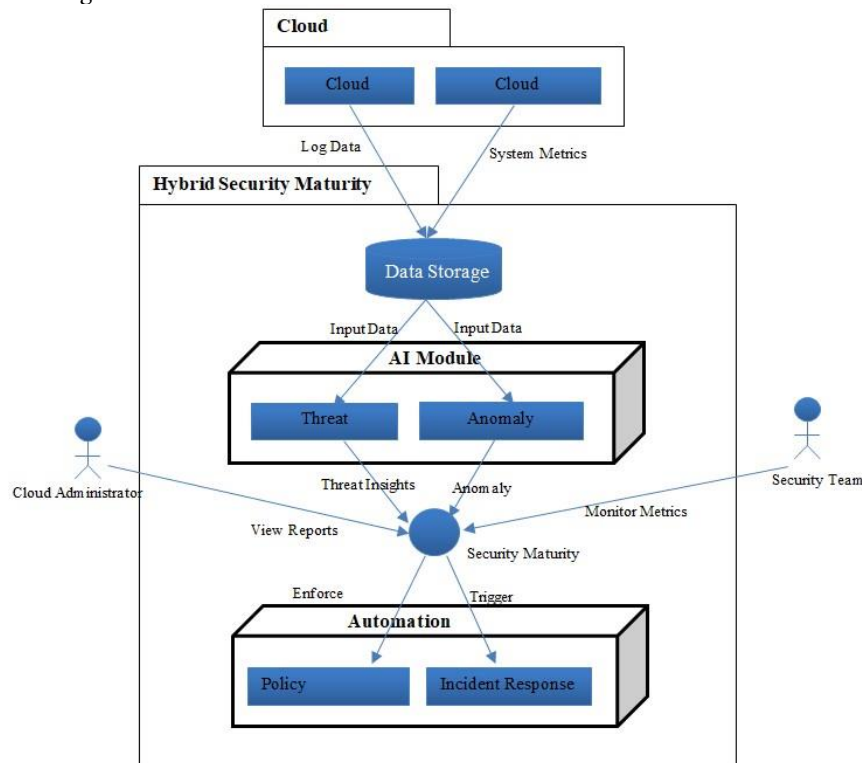 Cloud
Cloud
Cloud
Log Data
System Metrics
Hybrid Security Maturity
Data Storage
Input Data
Input Data
AI Module
Threat
Anomaly
Cloud Administrator
Security Team
Threat Insights
Anomaly
View Reports
Monitor Metrics
Security Maturity
Enforce
Trigger
Automation
Policy
Incident Response